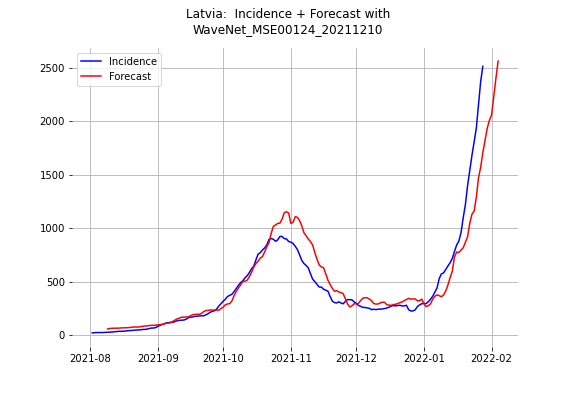 Latvia:  Incidence + Forecast with
WaveNet_MSE00124_20211210
Incidence
Forecast
2500
2000
1500
1000
500
0
2021-08 2021-09 2021-10 2021-11 2021-12 2022-01 2022-02